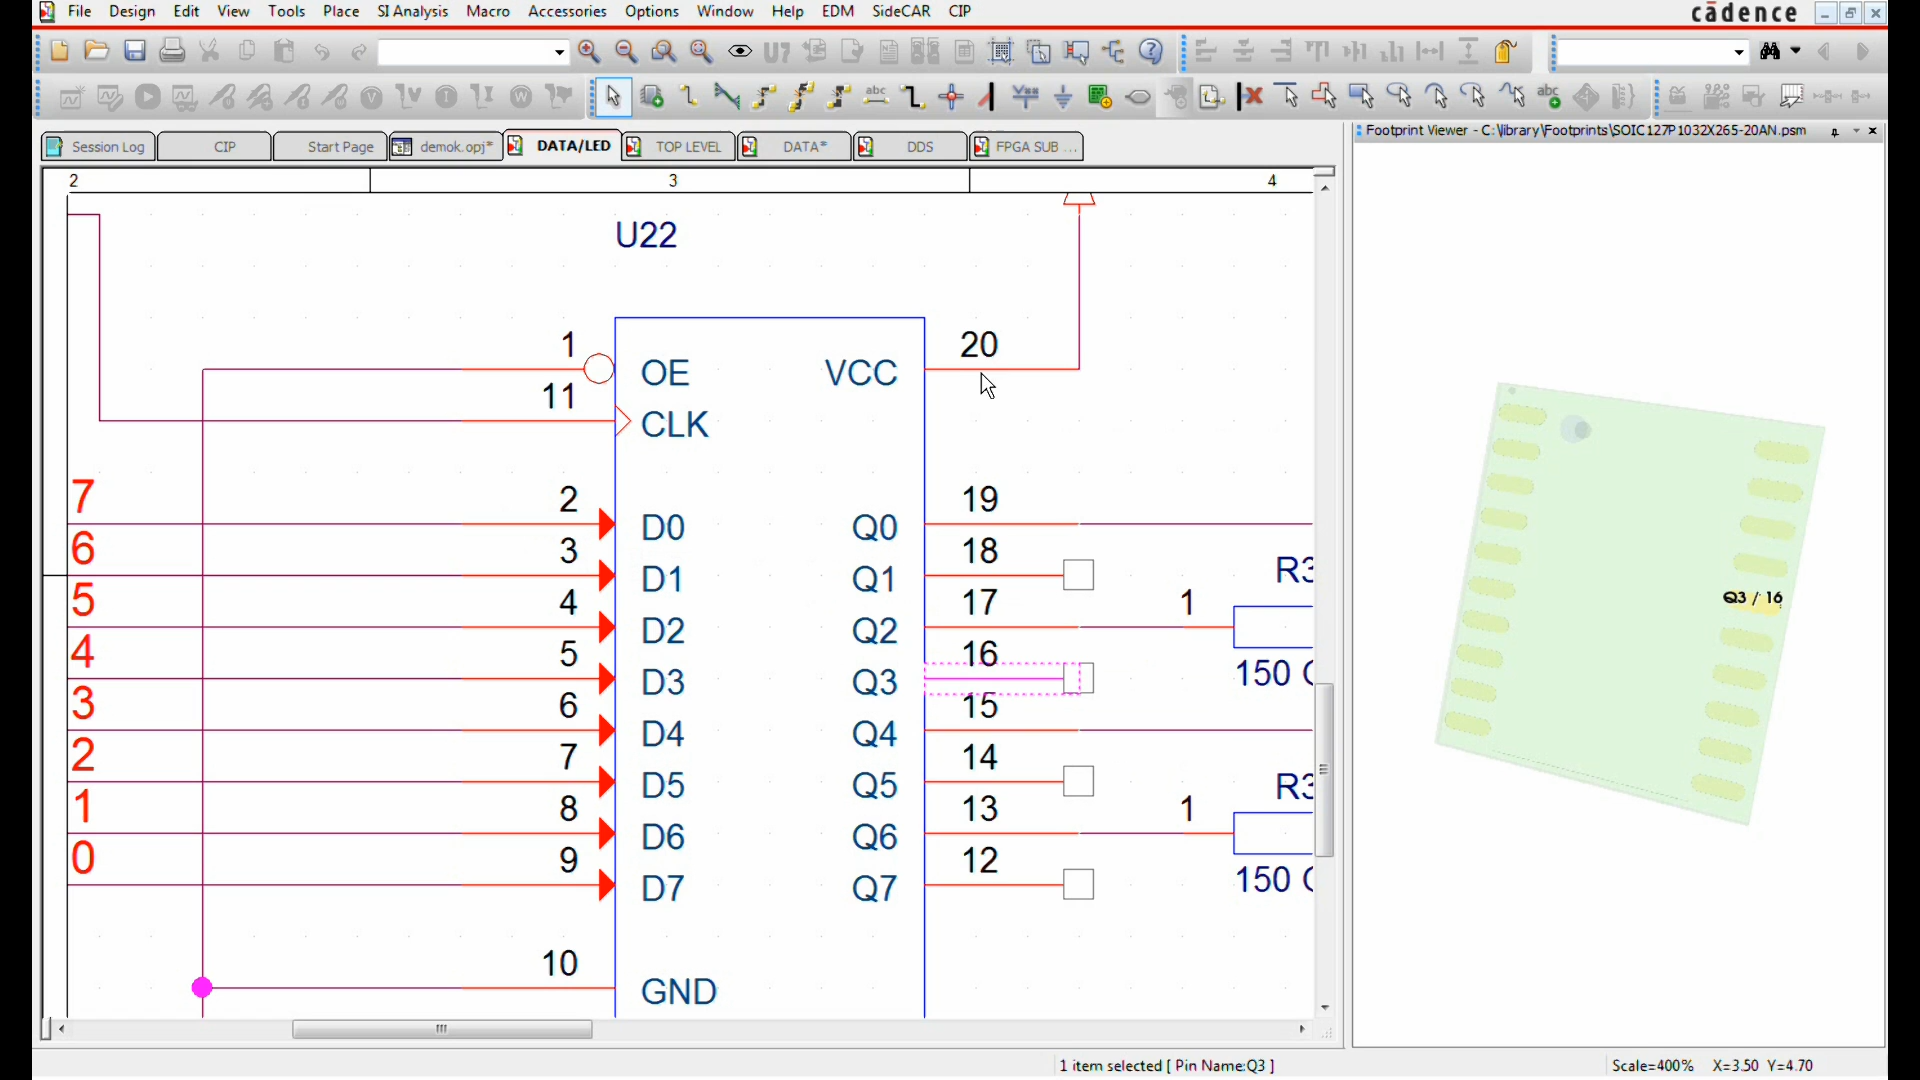 File Design Edit View Tools Place SI Analysis Macro Accessories Options Window Help EDM SideCAR CIP
cādence
U?
abc
V V I I W
abc
Session Log CIP Start Page demok.opj* DATA/LED TOP LEVEL DATA* DDS FPGA SUB ...
Footprint Viewer - C:\library\Footprints\SOIC127P1032X265-20AN.psm
2 3 4
U22
1 OE VCC 20
11 CLK
7 2 D0 Q0 19
6 3 D1 Q1 18 R3
5 4 D2 Q2 17 1
4 5 D3 Q3 16 150
3 6 D4 Q4 15
2 7 D5 Q5 14 R3
1 8 D6 Q6 13 1
0 9 D7 Q7 12 150
10 GND
Q3 / 16
1 item selected [ Pin Name:Q3 ]
Scale=400% X=3.50 Y=4.70